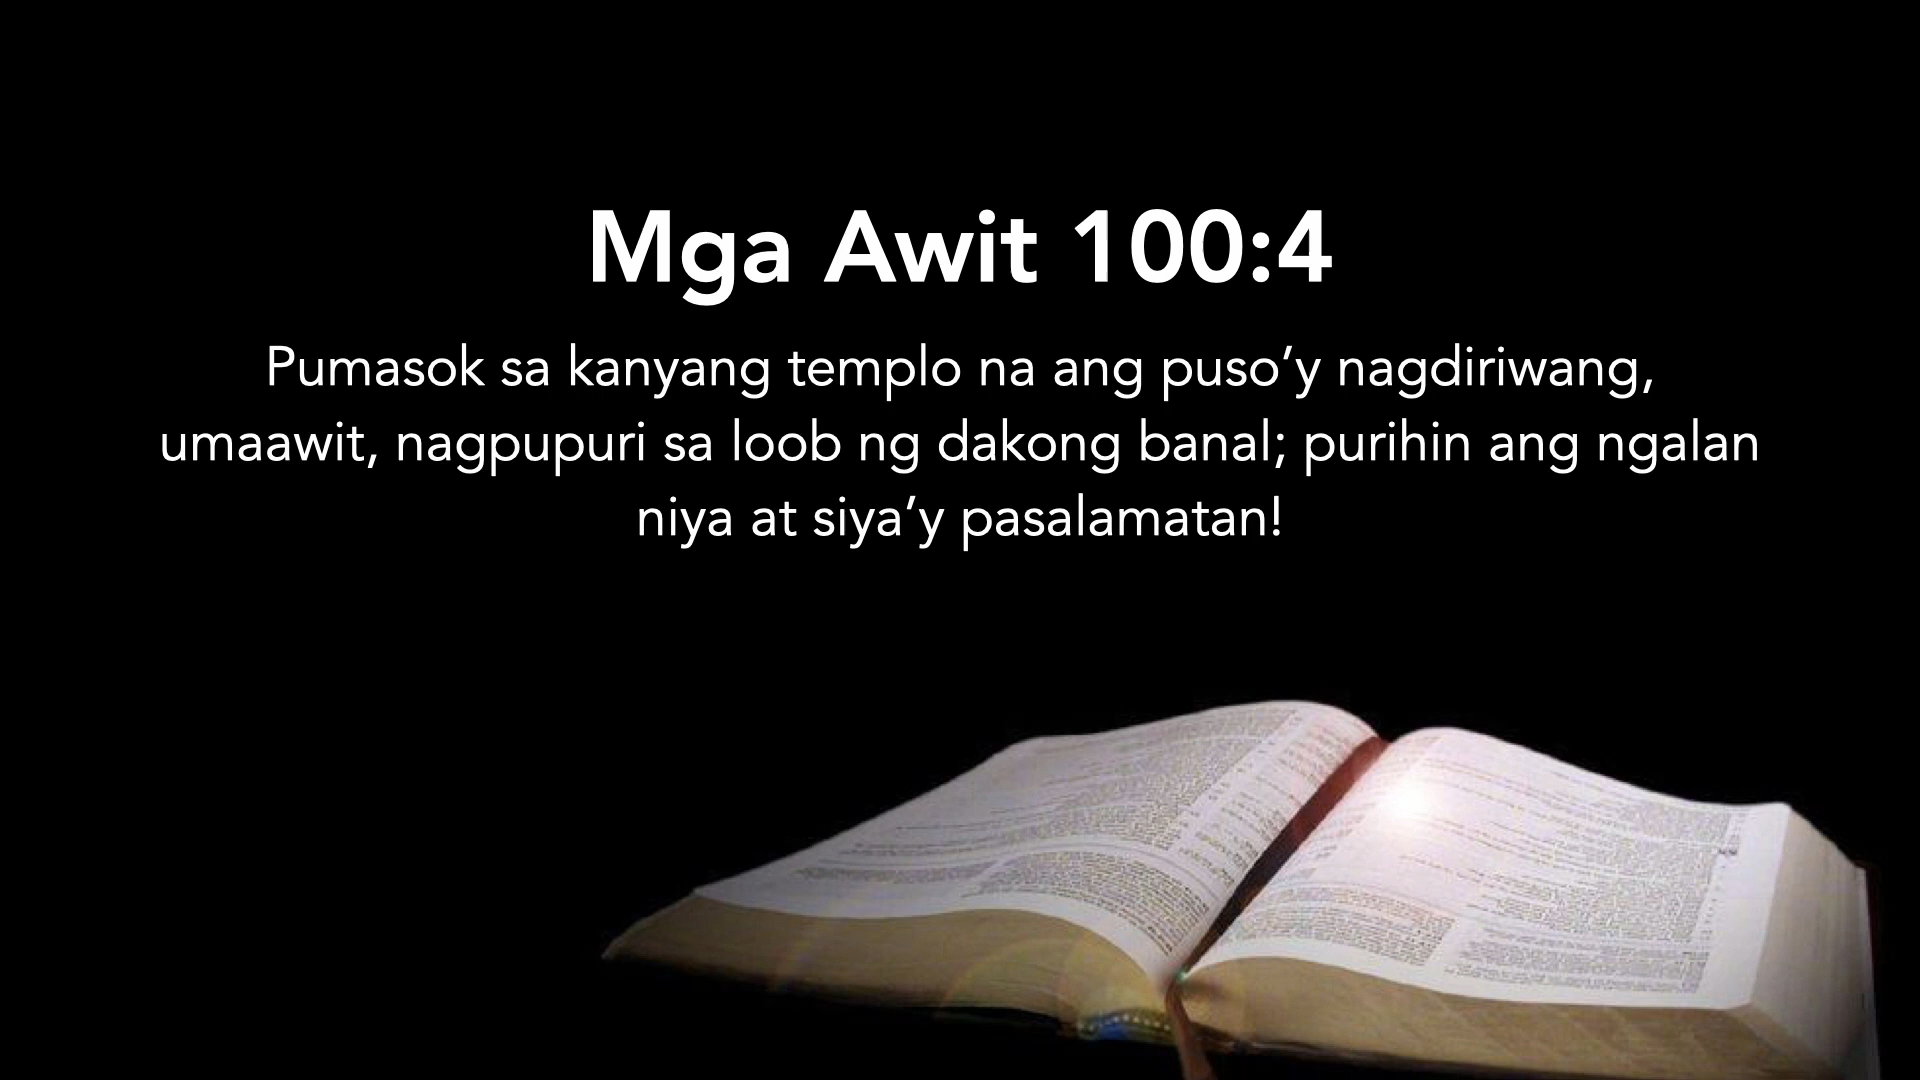 Mga Awit 100:4
Pumasok sa kanyang templo na ang puso’y nagdiriwang,
umaawit, nagpupuri sa loob ng dakong banal; purihin ang ngalan
niya at siya’y pasalamatan!